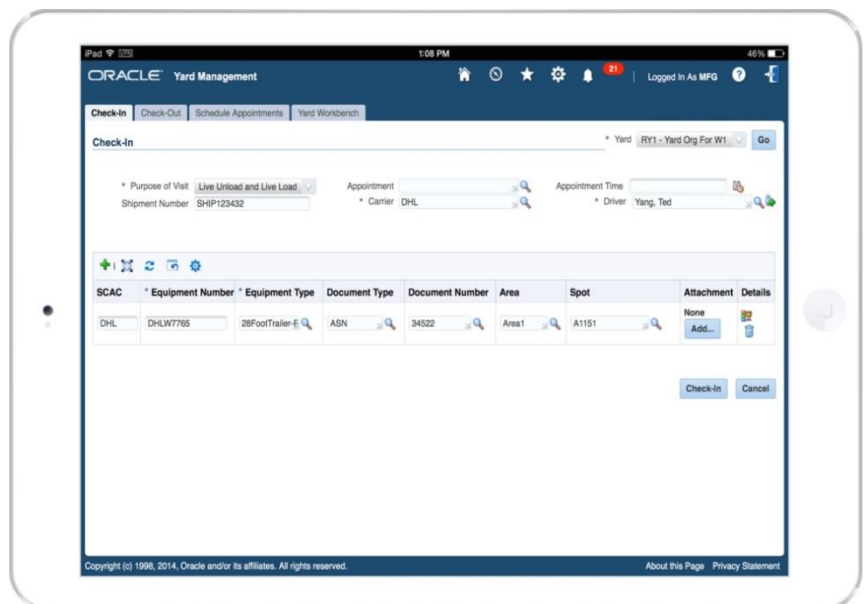 iPad VPN 1:08 PM 46%
ORACLE Yard Management 21 | Logged In As MFG ?
Check-In Check-Out Schedule Appointments Yard Workbench
Check-In * Yard RY1 - Yard Org For W1 Go
* Purpose of Visit Live Unload and Live Load Appointment Appointment Time
Shipment Number SHIP123432 * Carrier DHL * Driver Yang, Ted
SCAC * Equipment Number * Equipment Type Document Type Document Number Area Spot Attachment Details
None
DHL DHLW7765 28FootTrailer-F ASN 34522 Area1 A1151
Add...
Check-In Cancel
Copyright (c) 1998, 2014, Oracle and/or its affiliates. All rights reserved. About this Page Privacy Statement